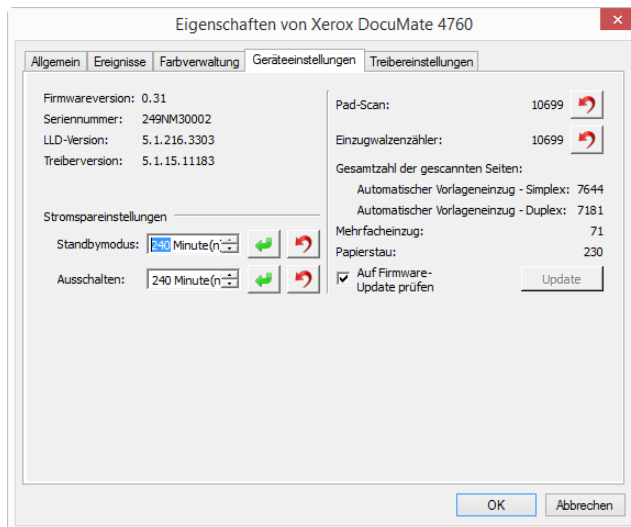 Eigenschaften von Xerox DocuMate 4760
Allgemein Ereignisse Farbverwaltung Geräteeinstellungen Treibereinstellungen
Firmwareversion: 0.31
Seriennummer: 249NM30002
LLD-Version: 5.1.216.3303
Treiberversion: 5.1.15.11183
Stromspareinstellungen
Standbymodus: 240 Minute(n
Ausschalten: 240 Minute(n
Pad-Scan: 10699
Einzugwalzenzähler: 10699
Gesamtzahl der gescannten Seiten:
Automatischer Vorlageneinzug - Simplex: 7644
Automatischer Vorlageneinzug - Duplex: 7181
Mehrfacheinzug: 71
Papierstau: 230
Auf Firmware-
Update prüfen
Update
OK Abbrechen